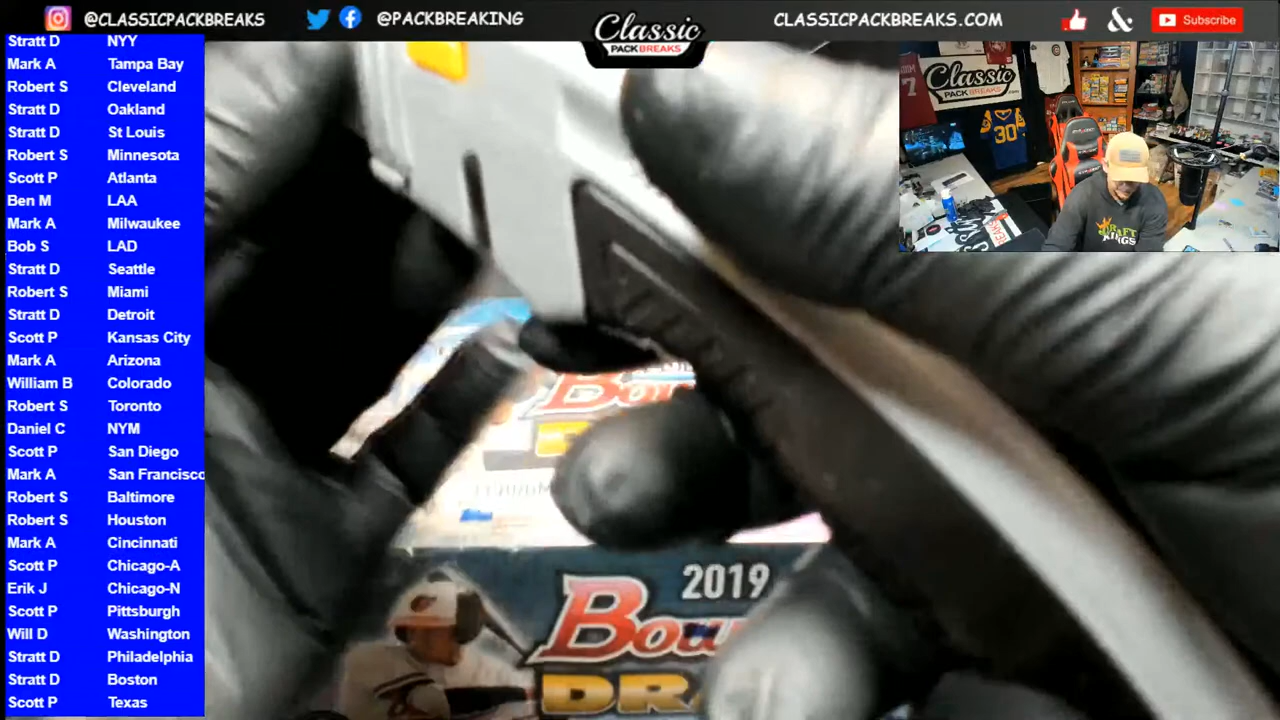 @CLASSICPACKBREAKS @PACKBREAKING Classic PACK BREAKS CLASSICPACKBREAKS.COM Subscribe
Stratt D NYY
Mark A Tampa Bay
Robert S Cleveland
Stratt D Oakland
Stratt D St Louis
Robert S Minnesota
Scott P Atlanta
Ben M LAA
Mark A Milwaukee
Bob S LAD
Stratt D Seattle
Robert S Miami
Stratt D Detroit
Scott P Kansas City
Mark A Arizona
William B Colorado
Robert S Toronto
Daniel C NYM
Scott P San Diego
Mark A San Francisco
Robert S Baltimore
Robert S Houston
Mark A Cincinnati
Scott P Chicago-A
Erik J Chicago-N
Scott P Pittsburgh
Will D Washington
Stratt D Philadelphia
Stratt D Boston
Scott P Texas
Classic
PACK BREAKS
7
30
DRAFT
KINGS
2019